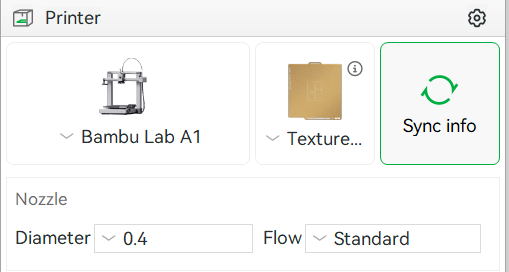 Printer
Bambu Lab A1
Texture...
Sync info
Nozzle
Diameter 0.4 Flow Standard